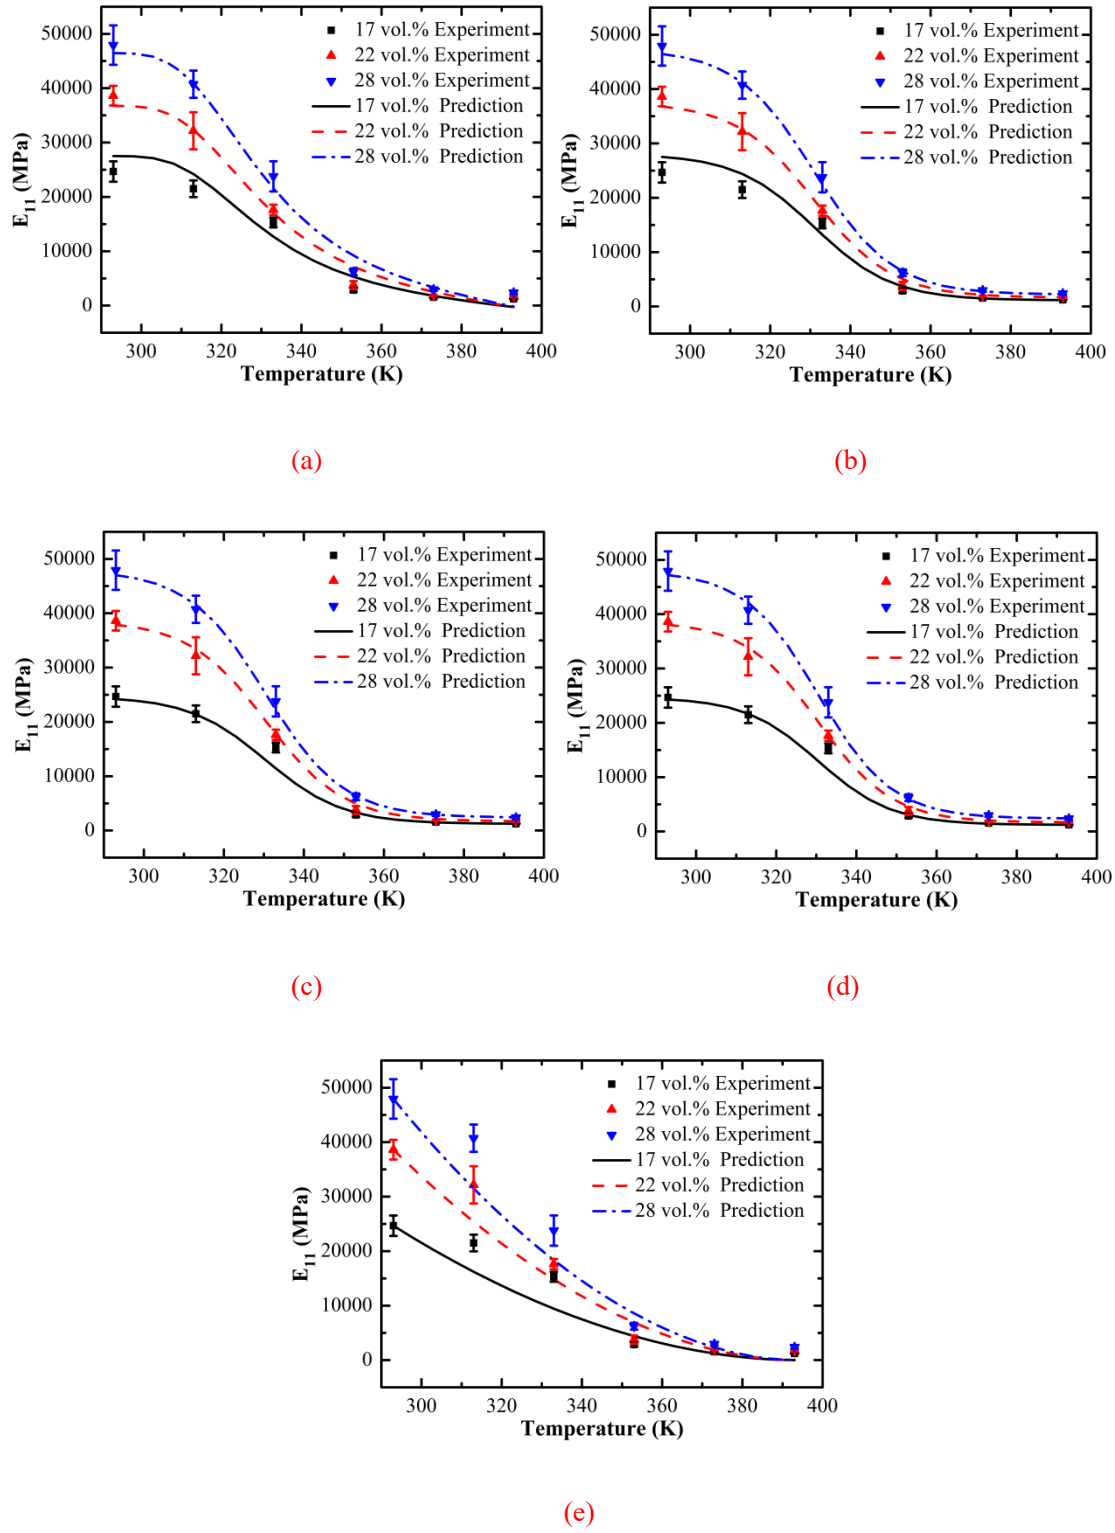 50000
40000
30000
20000
10000
0
E11 (MPa)
17 vol.% Experiment
22 vol.% Experiment
28 vol.% Experiment
17 vol.% Prediction
22 vol.% Prediction
28 vol.% Prediction
300 320 340 360 380 400
Temperature (K)
(a)
50000
40000
30000
20000
10000
0
E11 (MPa)
17 vol.% Experiment
22 vol.% Experiment
28 vol.% Experiment
17 vol.% Prediction
22 vol.% Prediction
28 vol.% Prediction
300 320 340 360 380 400
Temperature (K)
(b)
50000
40000
30000
20000
10000
0
E11 (MPa)
17 vol.% Experiment
22 vol.% Experiment
28 vol.% Experiment
17 vol.% Prediction
22 vol.% Prediction
28 vol.% Prediction
300 320 340 360 380 400
Temperature (K)
(c)
50000
40000
30000
20000
10000
0
E11 (MPa)
17 vol.% Experiment
22 vol.% Experiment
28 vol.% Experiment
17 vol.% Prediction
22 vol.% Prediction
28 vol.% Prediction
300 320 340 360 380 400
Temperature (K)
(d)
50000
40000
30000
20000
10000
0
E11 (MPa)
17 vol.% Experiment
22 vol.% Experiment
28 vol.% Experiment
17 vol.% Prediction
22 vol.% Prediction
28 vol.% Prediction
300 320 340 360 380 400
Temperature (K)
(e)